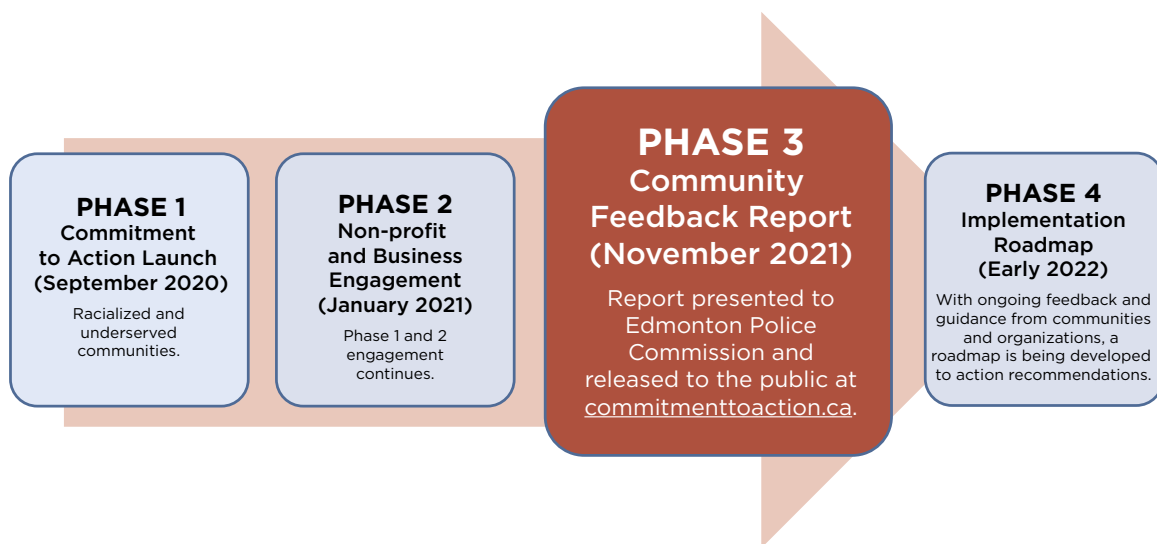 PHASE 1
Commitment
to Action Launch
(September 2020)
Racialized and
underserved
communities.
PHASE 2
Non-profit
and Business
Engagement
(January 2021)
Phase 1 and 2
engagement
continues.
PHASE 3
Community
Feedback Report
(November 2021)
Report presented to
Edmonton Police
Commission and
released to the public at
commitmenttoaction.ca.
PHASE 4
Implementation
Roadmap
(Early 2022)
With ongoing feedback and
guidance from communities
and organizations, a
roadmap is being developed
to action recommendations.